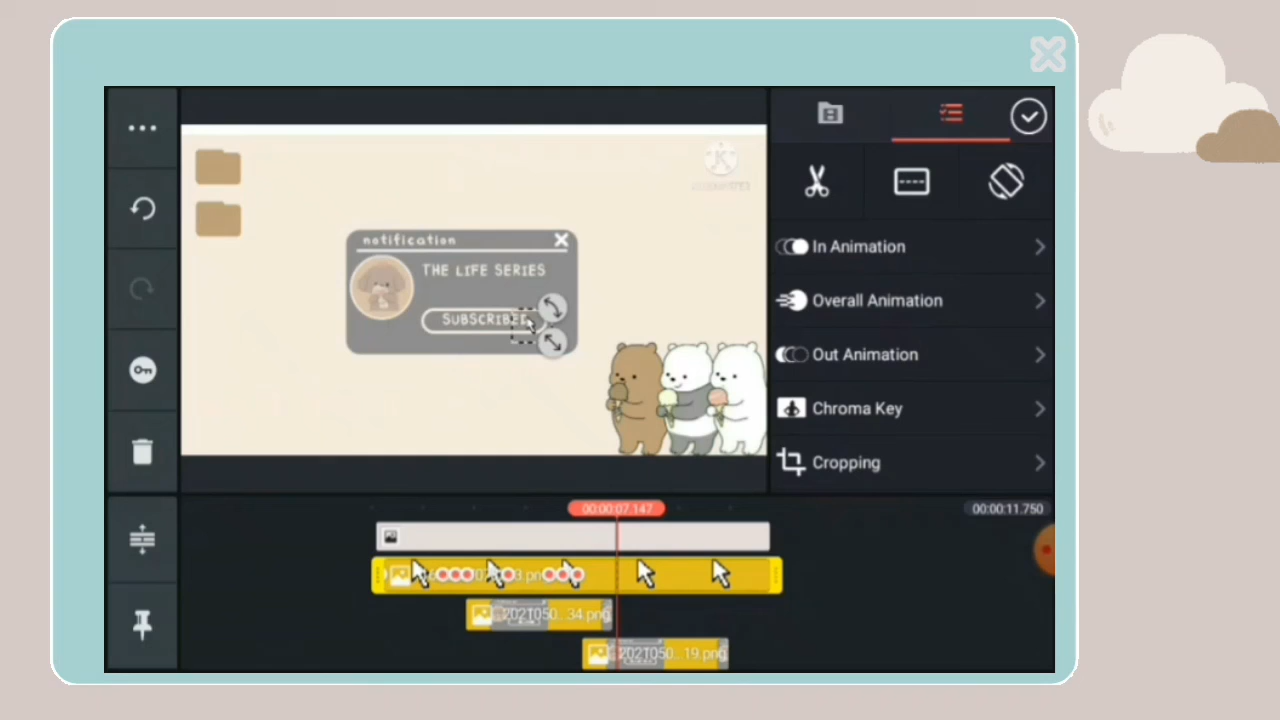 notification
THE LIFE SERIES
SUBSCRIBED
In Animation
Overall Animation
Out Animation
Chroma Key
Cropping
00:00:07.147
00:00:11.750
2021050...34.png
2021050...19.png